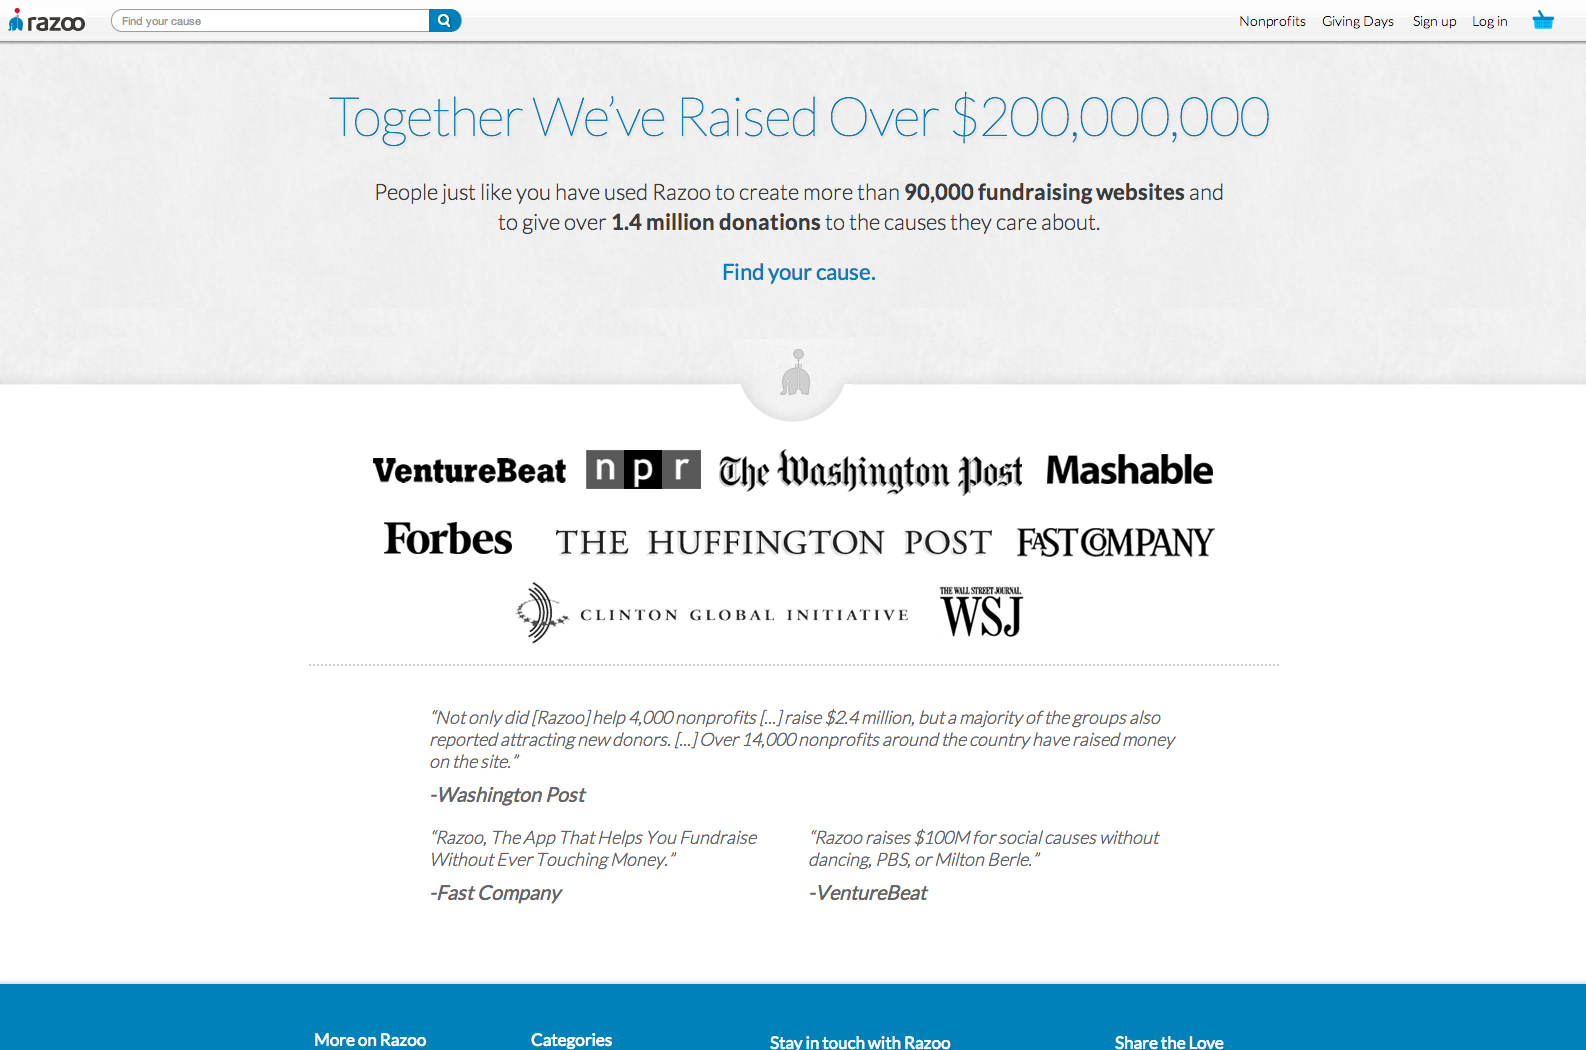 razoo
Find your cause
Nonprofits
Giving Days
Sign up
Log in
Together We’ve Raised Over $200,000,000
People just like you have used Razoo to create more than 90,000 fundraising websites and
to give over 1.4 million donations to the causes they care about.
Find your cause.
VentureBeat
npr
The Washington Post
Mashable
Forbes
THE HUFFINGTON POST
FAST COMPANY
CLINTON GLOBAL INITIATIVE
THE WALL STREET JOURNAL.
WSJ
“Not only did [Razoo] help 4,000 nonprofits [...] raise $2.4 million, but a majority of the groups also
reported attracting new donors. [...] Over 14,000 nonprofits around the country have raised money
on the site.”
-Washington Post
“Razoo, The App That Helps You Fundraise
Without Ever Touching Money.”
-Fast Company
“Razoo raises $100M for social causes without
dancing, PBS, or Milton Berle.”
-VentureBeat
More on Razoo
Categories
Stay in touch with Razoo
Share the Love